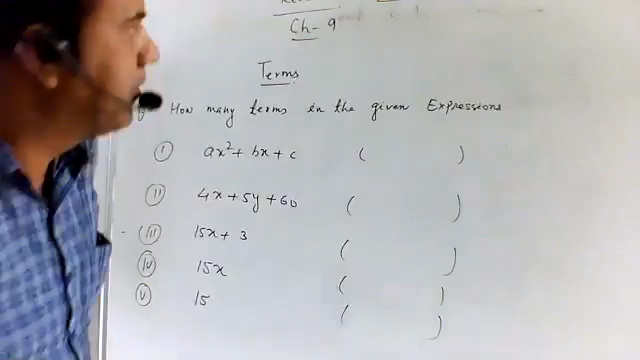 Ch-9
Terms
How many terms in the given Expressions
(i) ax²+ bx + c ( )
(ii) 4x + 5y + 60 ( )
(iii) 15x + 3 ( )
(iv) 15x ( )
(v) 15 ( )